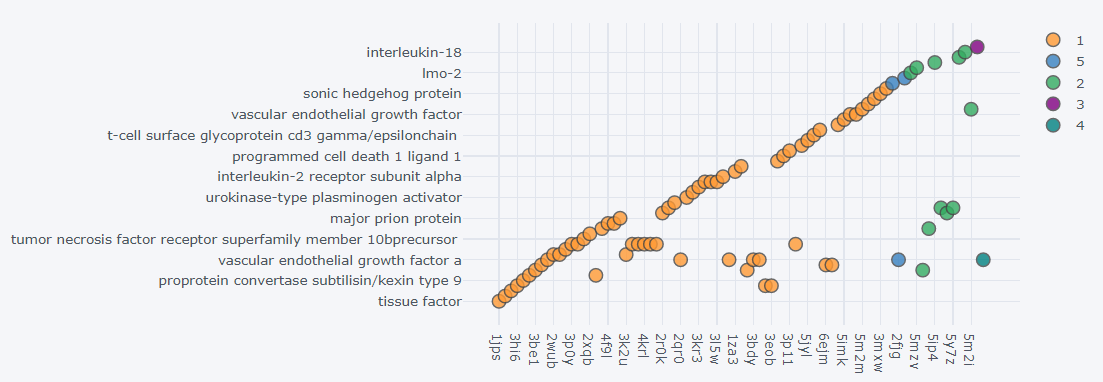 interleukin-18
lmo-2
sonic hedgehog protein
vascular endothelial growth factor
t-cell surface glycoprotein cd3 gamma/epsilonchain
programmed cell death 1 ligand 1
interleukin-2 receptor subunit alpha
urokinase-type plasminogen activator
major prion protein
tumor necrosis factor receptor superfamily member 10bprecursor
vascular endothelial growth factor a
proprotein convertase subtilisin/kexin type 9
tissue factor
1jps
3hi6
3be1
2wub
3p0y
2xqb
4f9l
3k2u
4krl
2r0k
2qr0
3kr3
3l5w
1za3
3bdy
3eob
3p11
5jyl
6ejm
5lmk
5m2m
3mxw
2fjg
5mzv
5ip4
5y7z
5m2i
1
5
2
3
4